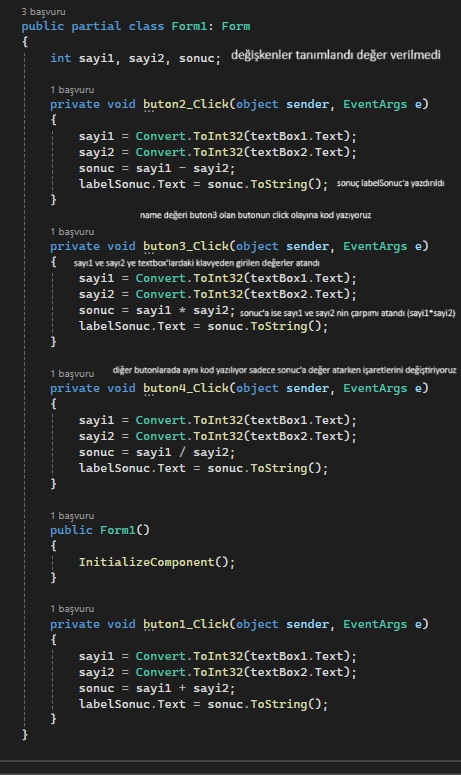 3 başvuru
public partial class Form1: Form
{
int sayi1, sayi2, sonuc; değişkenler tanımlandı değer verilmedi
1 başvuru
private void buton2_Click(object sender, EventArgs e)
{
sayi1 = Convert.ToInt32(textBox1.Text);
sayi2 = Convert.ToInt32(textBox2.Text);
sonuc = sayi1 - sayi2;
labelSonuc.Text = sonuc.ToString(); sonuç labelSonuc'a yazdırıldı
}
name değeri buton3 olan butonun click olayına kod yazıyoruz
1 başvuru
private void buton3_Click(object sender, EventArgs e)
{ sayı1 ve sayı2 ye textbox'lardaki klavyeden girilen değerler atandı
sayi1 = Convert.ToInt32(textBox1.Text);
sayi2 = Convert.ToInt32(textBox2.Text);
sonuc = sayi1 * sayi2; sonuc'a ise sayı1 ve sayı2 nin çarpımı atandı (sayi1*sayi2)
labelSonuc.Text = sonuc.ToString();
}
1 başvuru diğer butonlarada aynı kod yazılıyor sadece sonuc'a değer atarken işaretlerini değiştiriyoruz
private void buton4_Click(object sender, EventArgs e)
{
sayi1 = Convert.ToInt32(textBox1.Text);
sayi2 = Convert.ToInt32(textBox2.Text);
sonuc = sayi1 / sayi2;
labelSonuc.Text = sonuc.ToString();
}
1 başvuru
public Form1()
{
InitializeComponent();
}
1 başvuru
private void buton1_Click(object sender, EventArgs e)
{
sayi1 = Convert.ToInt32(textBox1.Text);
sayi2 = Convert.ToInt32(textBox2.Text);
sonuc = sayi1 + sayi2;
labelSonuc.Text = sonuc.ToString();
}
}